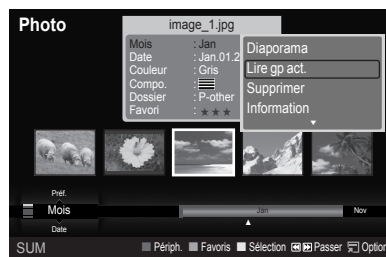 Photo
image_1.jpg
Mois : Jan
Date : Jan.01.2
Couleur : Gris
Compo. :
Dossier : P-other
Favori : ★ ★ ★
Diaporama
Lire gp act.
Supprimer
Information
Préf.
Mois
Date
Jan
Nov
SUM
Périph. Favoris Sélection Passer Option